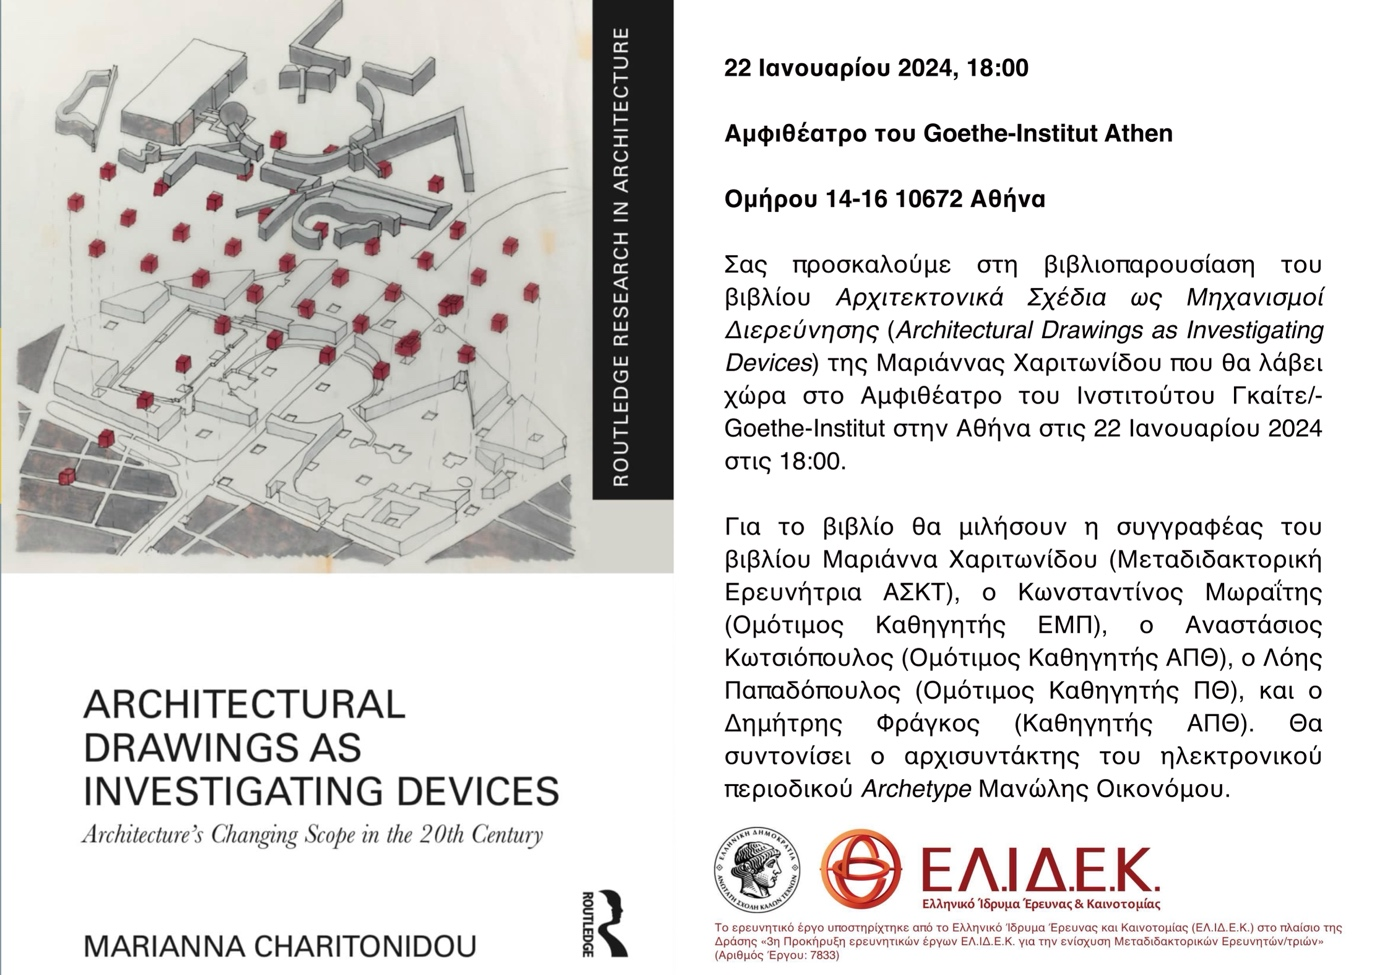 ROUTLEDGE RESEARCH IN ARCHITECTURE
ARCHITECTURAL
DRAWINGS AS
INVESTIGATING DEVICES
Architecture's Changing Scope in the 20th Century
MARIANNA CHARITONIDOU
ROUTLEDGE
22 Ιανουαρίου 2024, 18:00
Αμφιθέατρο του Goethe-Institut Athen
Ομήρου 14-16 10672 Αθήνα
Σας προσκαλούμε στη βιβλιοπαρουσίαση του
βιβλίου Αρχιτεκτονικά Σχέδια ως Μηχανισμοί
Διερεύνησης (Architectural Drawings as Investigating
Devices) της Μαριάννας Χαριτωνίδου που θα λάβει
χώρα στο Αμφιθέατρο του Ινστιτούτου Γκαίτε/-
Goethe-Institut στην Αθήνα στις 22 Ιανουαρίου 2024
στις 18:00.
Για το βιβλίο θα μιλήσουν η συγγραφέας του
βιβλίου Μαριάννα Χαριτωνίδου (Μεταδιδακτορική
Ερευνήτρια ΑΣΚΤ), ο Κωνσταντίνος Μωραΐτης
(Ομότιμος Καθηγητής ΕΜΠ), ο Αναστάσιος
Κωτσιόπουλος (Ομότιμος Καθηγητής ΑΠΘ), ο Λόης
Παπαδόπουλος (Ομότιμος Καθηγητής ΠΘ), και ο
Δημήτρης Φράγκος (Καθηγητής ΑΠΘ). Θα
συντονίσει ο αρχισυντάκτης του ηλεκτρονικού
περιοδικού Archetype Μανώλης Οικονόμου.
ΕΛΛΗΝΙΚΗ ΔΗΜΟΚΡΑΤΙΑ
ΑΝΩΤΑΤΗ ΣΧΟΛΗ ΚΑΛΩΝ ΤΕΧΝΩΝ
ΕΛ.ΙΔ.Ε.Κ.
Ελληνικό Ίδρυμα Έρευνας & Καινοτομίας
Το ερευνητικό έργο υποστηρίχτηκε από το Ελληνικό Ίδρυμα Έρευνας και Καινοτομίας (ΕΛ.ΙΔ.Ε.Κ.) στο πλαίσιο της
Δράσης «3η Προκήρυξη ερευνητικών έργων ΕΛ.ΙΔ.Ε.Κ. για την ενίσχυση Μεταδιδακτορικών Ερευνητών/τριών»
(Αριθμός Έργου: 7833)